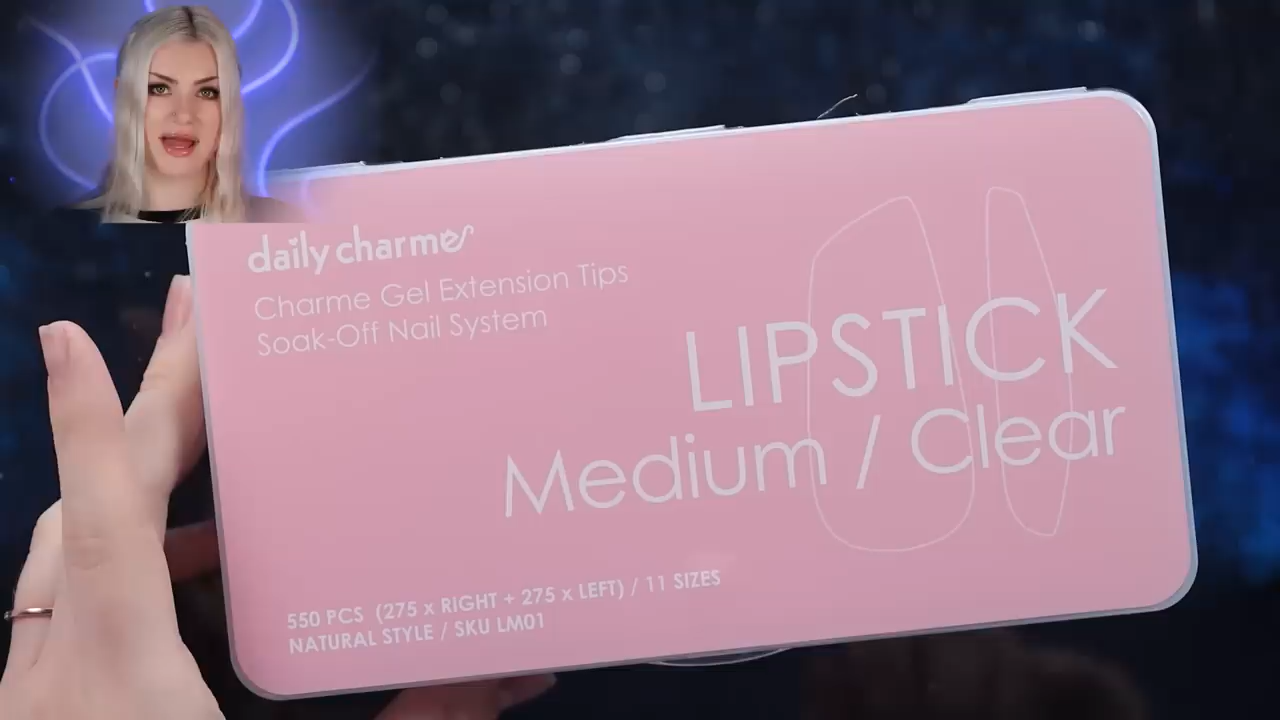 daily charme
Charme Gel Extension Tips
Soak-Off Nail System
LIPSTICK
Medium / Clear
550 PCS (275 x RIGHT + 275 x LEFT) / 11 SIZES
NATURAL STYLE / SKU LM01